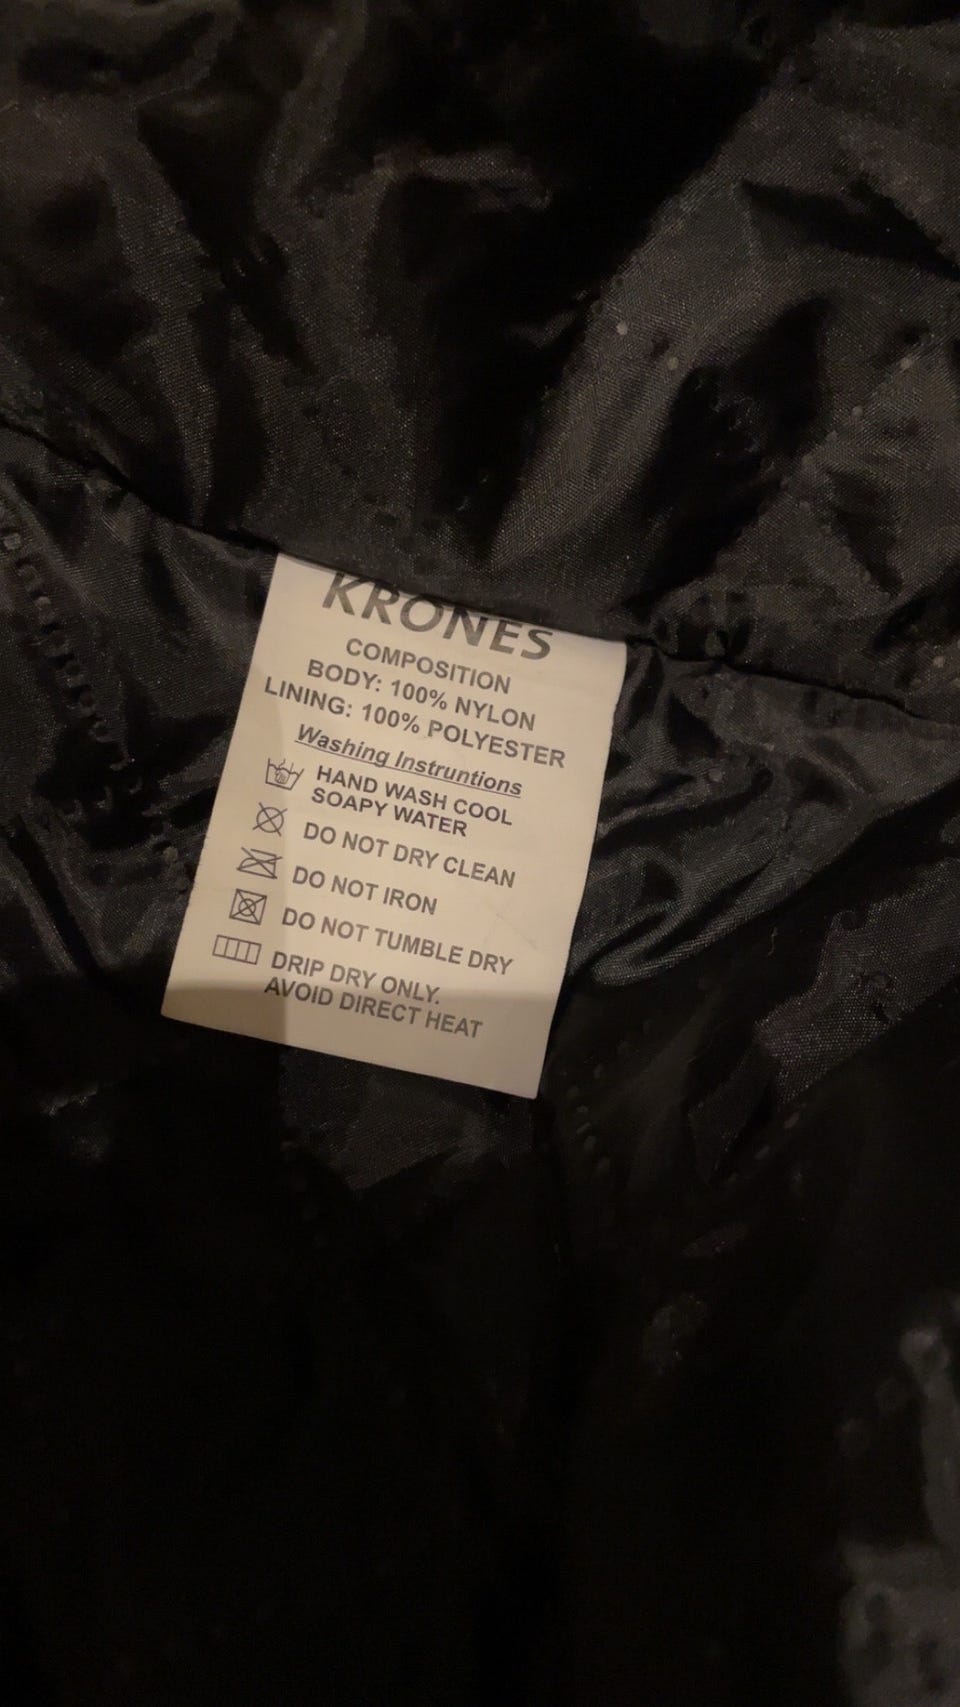 KRONES
COMPOSITION
BODY: 100% NYLON
LINING: 100% POLYESTER
Washing Instruntions
HAND WASH COOL
SOAPY WATER
DO NOT DRY CLEAN
DO NOT IRON
DO NOT TUMBLE DRY
DRIP DRY ONLY.
AVOID DIRECT HEAT